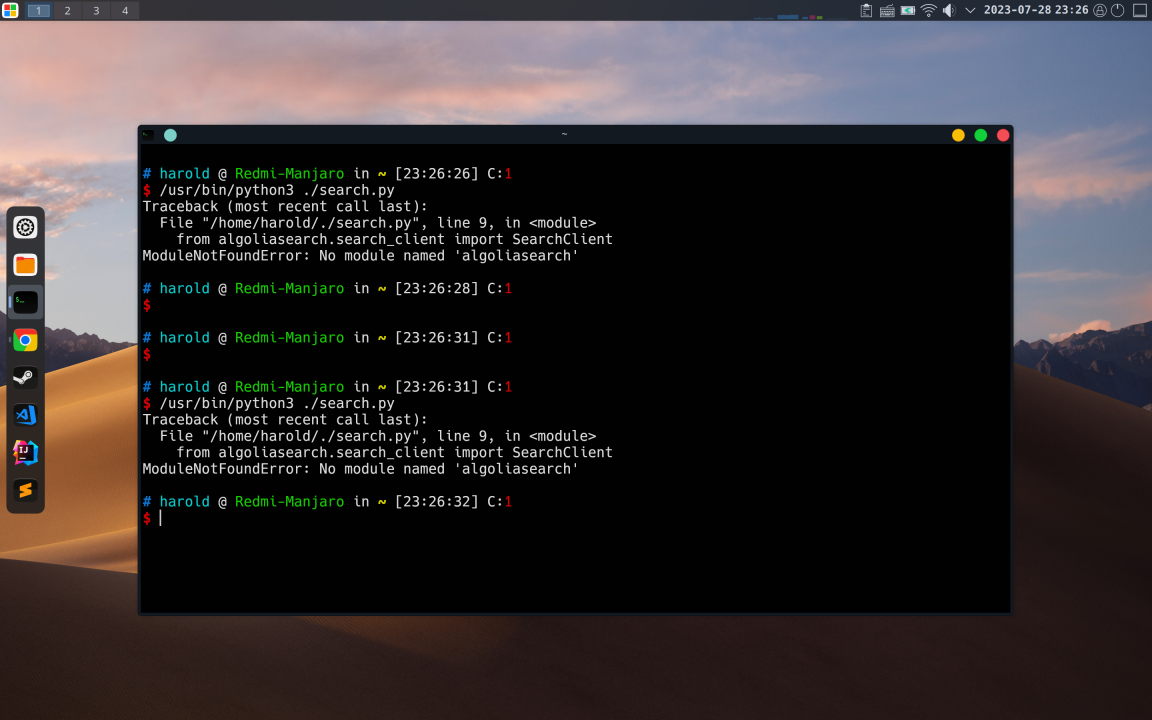 1 2 3 4
2023-07-28 23:26
~
# harold @ Redmi-Manjaro in ~ [23:26:26] C:1
$ /usr/bin/python3 ./search.py
Traceback (most recent call last):
  File "/home/harold/./search.py", line 9, in <module>
    from algoliasearch.search_client import SearchClient
ModuleNotFoundError: No module named 'algoliasearch'
# harold @ Redmi-Manjaro in ~ [23:26:28] C:1
$
# harold @ Redmi-Manjaro in ~ [23:26:31] C:1
$
# harold @ Redmi-Manjaro in ~ [23:26:31] C:1
$ /usr/bin/python3 ./search.py
Traceback (most recent call last):
  File "/home/harold/./search.py", line 9, in <module>
    from algoliasearch.search_client import SearchClient
ModuleNotFoundError: No module named 'algoliasearch'
# harold @ Redmi-Manjaro in ~ [23:26:32] C:1
$
$_
IJ